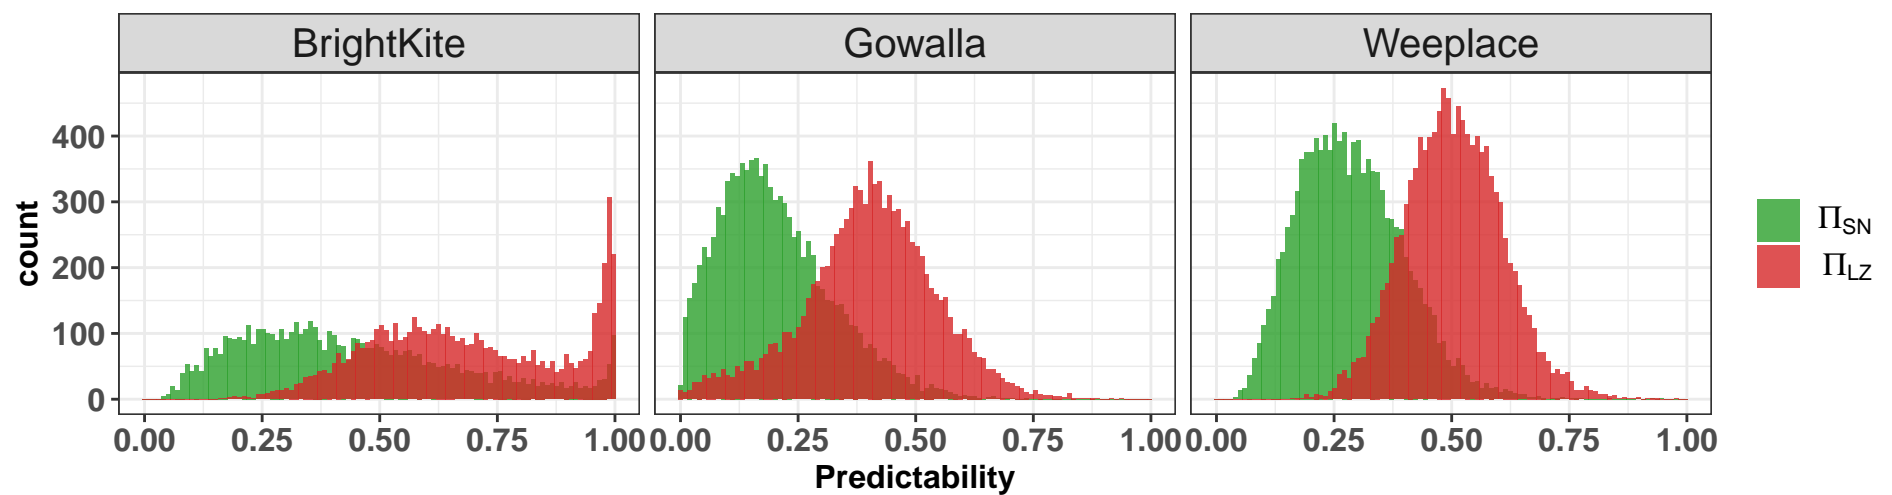 BrightKite Gowalla Weeplace
count
400
300
200
100
0
0.00 0.25 0.50 0.75 1.00 0.00 0.25 0.50 0.75 1.00 0.00 0.25 0.50 0.75 1.00
Predictability
Π_SN
Π_LZ